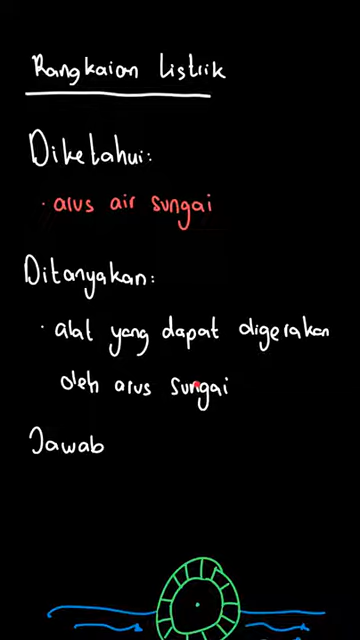 Rangkaian Listrik
Diketahui:
· arus air sungai
Ditanyakan:
· alat yang dapat digerakan
oleh arus sungai
Jawab